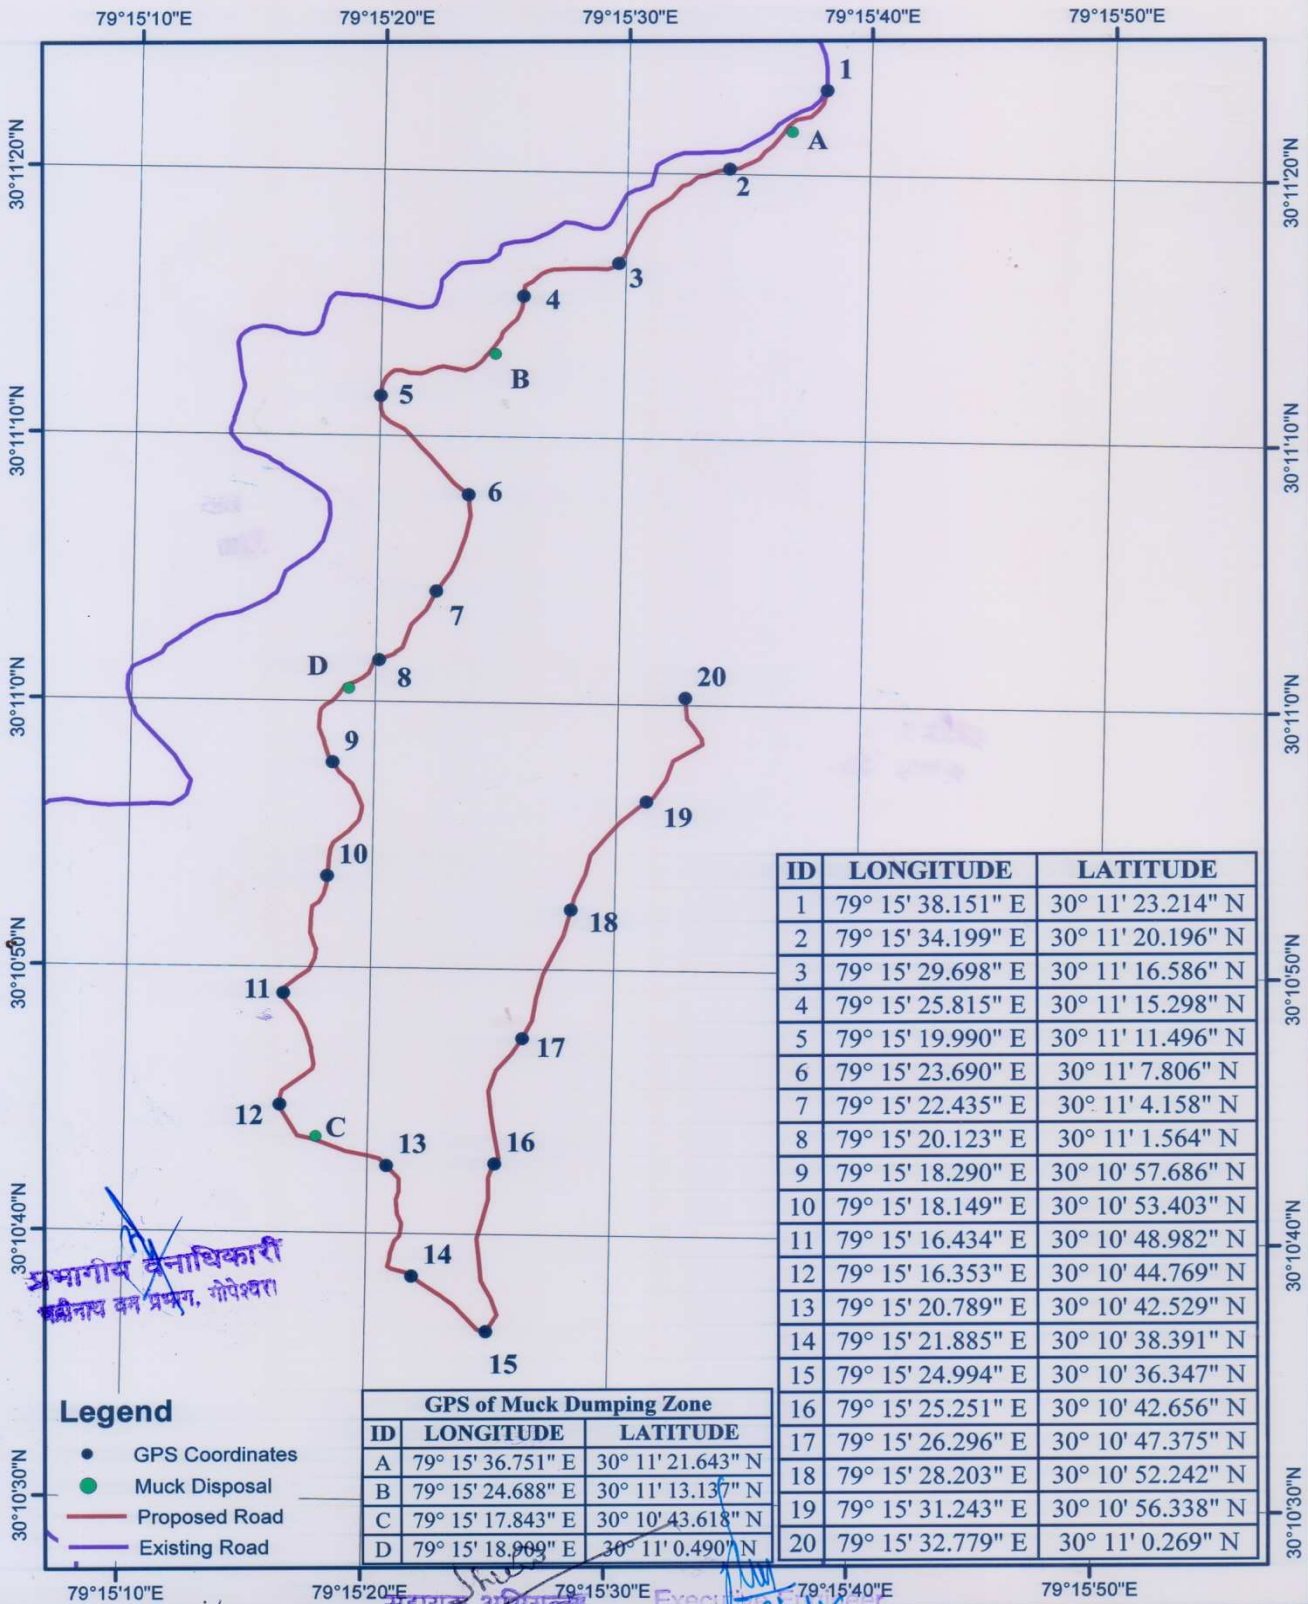 79°15'10"E 79°15'20"E 79°15'30"E 79°15'40"E 79°15'50"E
1
A
30°11'20"N 30°11'20"N
2
3
4
B
5
30°11'10"N 30°11'10"N
6
7
D 8
20
30°11'0"N 30°11'0"N
9
19
10
18
30°10'50"N 30°10'50"N
11
17
12 C
13 16
30°10'40"N 30°10'40"N
14
15
प्रभागीय वनाधिकारी
बद्रीनाथ वन प्रभाग, गोपेश्वर।
ID LONGITUDE LATITUDE
1 79° 15' 38.151" E 30° 11' 23.214" N
2 79° 15' 34.199" E 30° 11' 20.196" N
3 79° 15' 29.698" E 30° 11' 16.586" N
4 79° 15' 25.815" E 30° 11' 15.298" N
5 79° 15' 19.990" E 30° 11' 11.496" N
6 79° 15' 23.690" E 30° 11' 7.806" N
7 79° 15' 22.435" E 30° 11' 4.158" N
8 79° 15' 20.123" E 30° 11' 1.564" N
9 79° 15' 18.290" E 30° 10' 57.686" N
10 79° 15' 18.149" E 30° 10' 53.403" N
11 79° 15' 16.434" E 30° 10' 48.982" N
12 79° 15' 16.353" E 30° 10' 44.769" N
13 79° 15' 20.789" E 30° 10' 42.529" N
14 79° 15' 21.885" E 30° 10' 38.391" N
15 79° 15' 24.994" E 30° 10' 36.347" N
16 79° 15' 25.251" E 30° 10' 42.656" N
17 79° 15' 26.296" E 30° 10' 47.375" N
18 79° 15' 28.203" E 30° 10' 52.242" N
19 79° 15' 31.243" E 30° 10' 56.338" N
20 79° 15' 32.779" E 30° 11' 0.269" N
Legend
GPS Coordinates
Muck Disposal
Proposed Road
Existing Road
GPS of Muck Dumping Zone
ID LONGITUDE LATITUDE
A 79° 15' 36.751" E 30° 11' 21.643" N
B 79° 15' 24.688" E 30° 11' 13.137" N
C 79° 15' 17.843" E 30° 10' 43.618" N
D 79° 15' 18.909" E 30° 11' 0.490" N
30°10'30"N 30°10'30"N
79°15'10"E 79°15'20"E 79°15'30"E 79°15'40"E 79°15'50"E
Executive Engineer